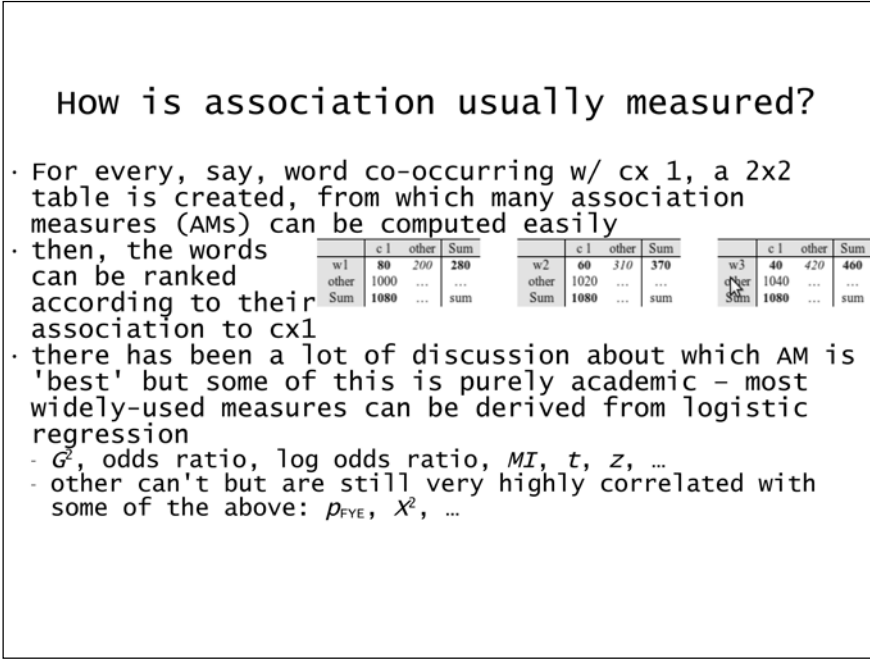 How is association usually measured?
· For every, say, word co-occurring w/ cx 1, a 2x2
table is created, from which many association
measures (AMs) can be computed easily
· then, the words
can be ranked
according to their
association to cx1
c 1 other Sum
w1 80 200 280
other 1000 ... ...
Sum 1080 ... sum
c 1 other Sum
w2 60 310 370
other 1020 ... ...
Sum 1080 ... sum
c 1 other Sum
w3 40 420 460
other 1040 ... ...
Sum 1080 ... sum
· there has been a lot of discussion about which AM is
'best' but some of this is purely academic – most
widely-used measures can be derived from logistic
regression
- G², odds ratio, log odds ratio, MI, t, z, …
- other can't but are still very highly correlated with
some of the above: pFYE, X², …